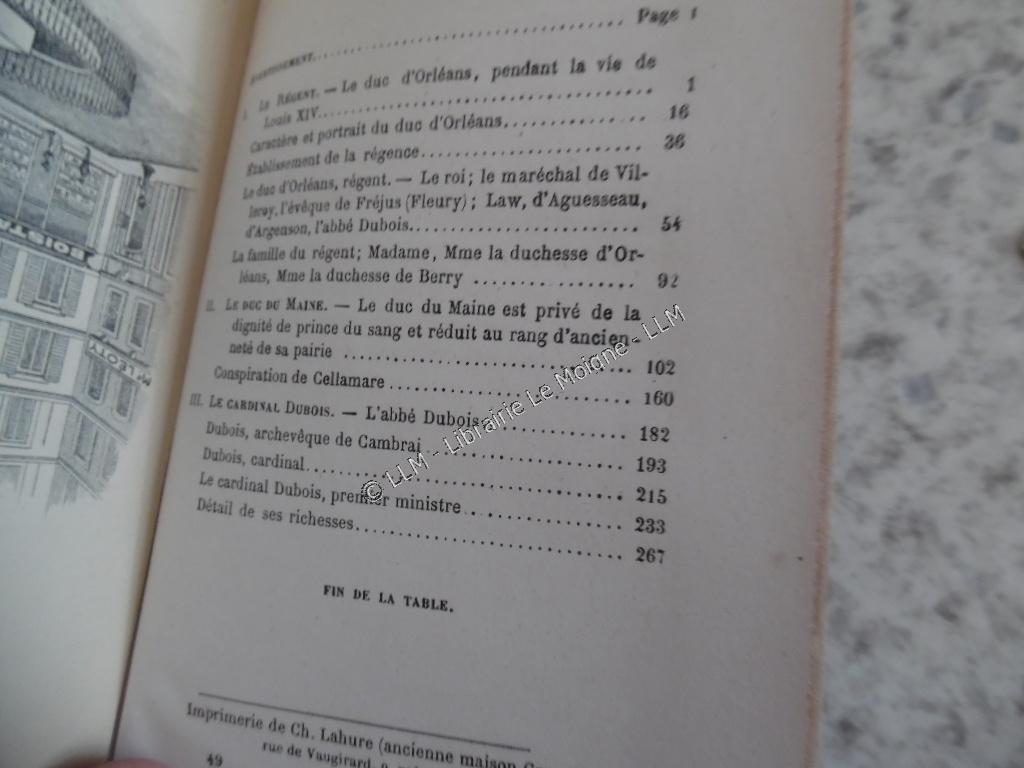 Page 1
I. LE RÉGENT. — Le duc d'Orléans, pendant la vie de
Louis XIV........ 1
Caractère et portrait du duc d'Orléans........ 16
Établissement de la régence........ 36
Le duc d'Orléans, régent. — Le roi; le maréchal de Vil-
leroy, l'évêque de Fréjus (Fleury); Law, d'Aguesseau,
d'Argenson, l'abbé Dubois........ 54
La famille du régent; Madame, Mme la duchesse d'Or-
léans, Mme la duchesse de Berry ........ 92
II. LE DUC DU MAINE. — Le duc du Maine est privé de la
dignité de prince du sang et réduit au rang d'ancien-
neté de sa pairie ........ 102
Conspiration de Cellamare........ 160
III. LE CARDINAL DUBOIS. — L'abbé Dubois........ 182
Dubois, archevêque de Cambrai ........ 193
Dubois, cardinal........ 215
Le cardinal Dubois, premier ministre........ 233
Détail de ses richesses........ 267
FIN DE LA TABLE.
Imprimerie de Ch. Lahure (ancienne maison
rue de Vaugirard,
49
© LLM - Librairie Le Moigne - LLM